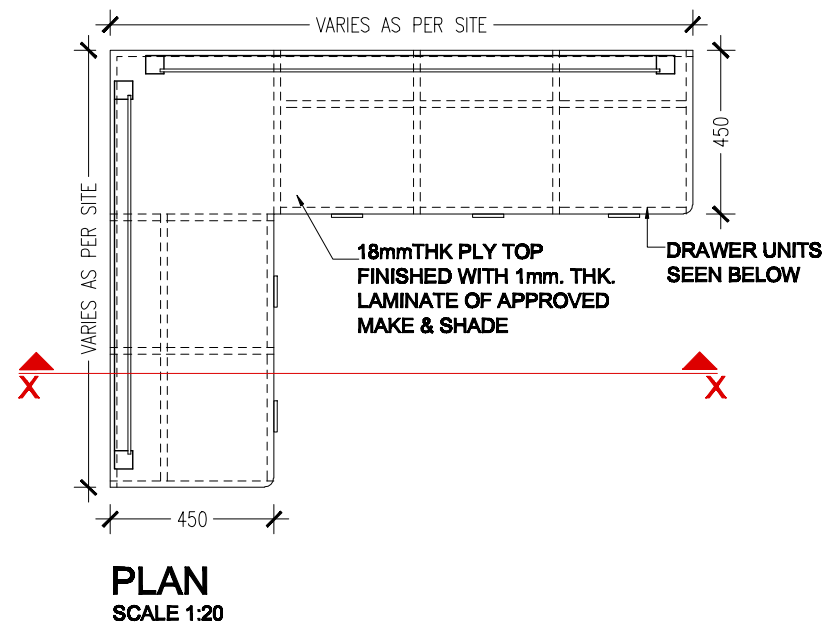 VARIES AS PER SITE
450
VARIES AS PER SITE
18mmTHK PLY TOP
FINISHED WITH 1mm. THK.
LAMINATE OF APPROVED
MAKE & SHADE
DRAWER UNITS
SEEN BELOW
X
X
450
PLAN
SCALE 1:20